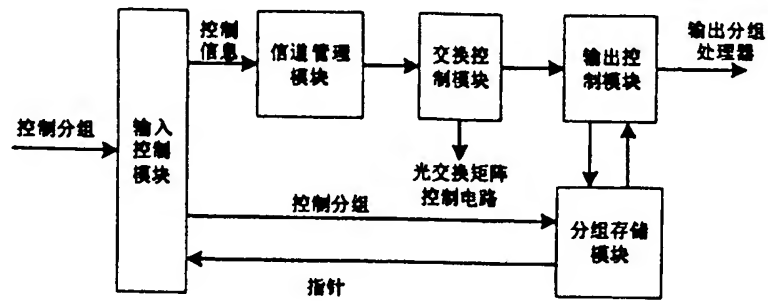 控制分组
输入
控制
模块
控制
信息
信道管理
模块
交换控
制模块
光交换矩阵
控制电路
输出控
制模块
输出分组
处理器
控制分组
分组存储
模块
指针